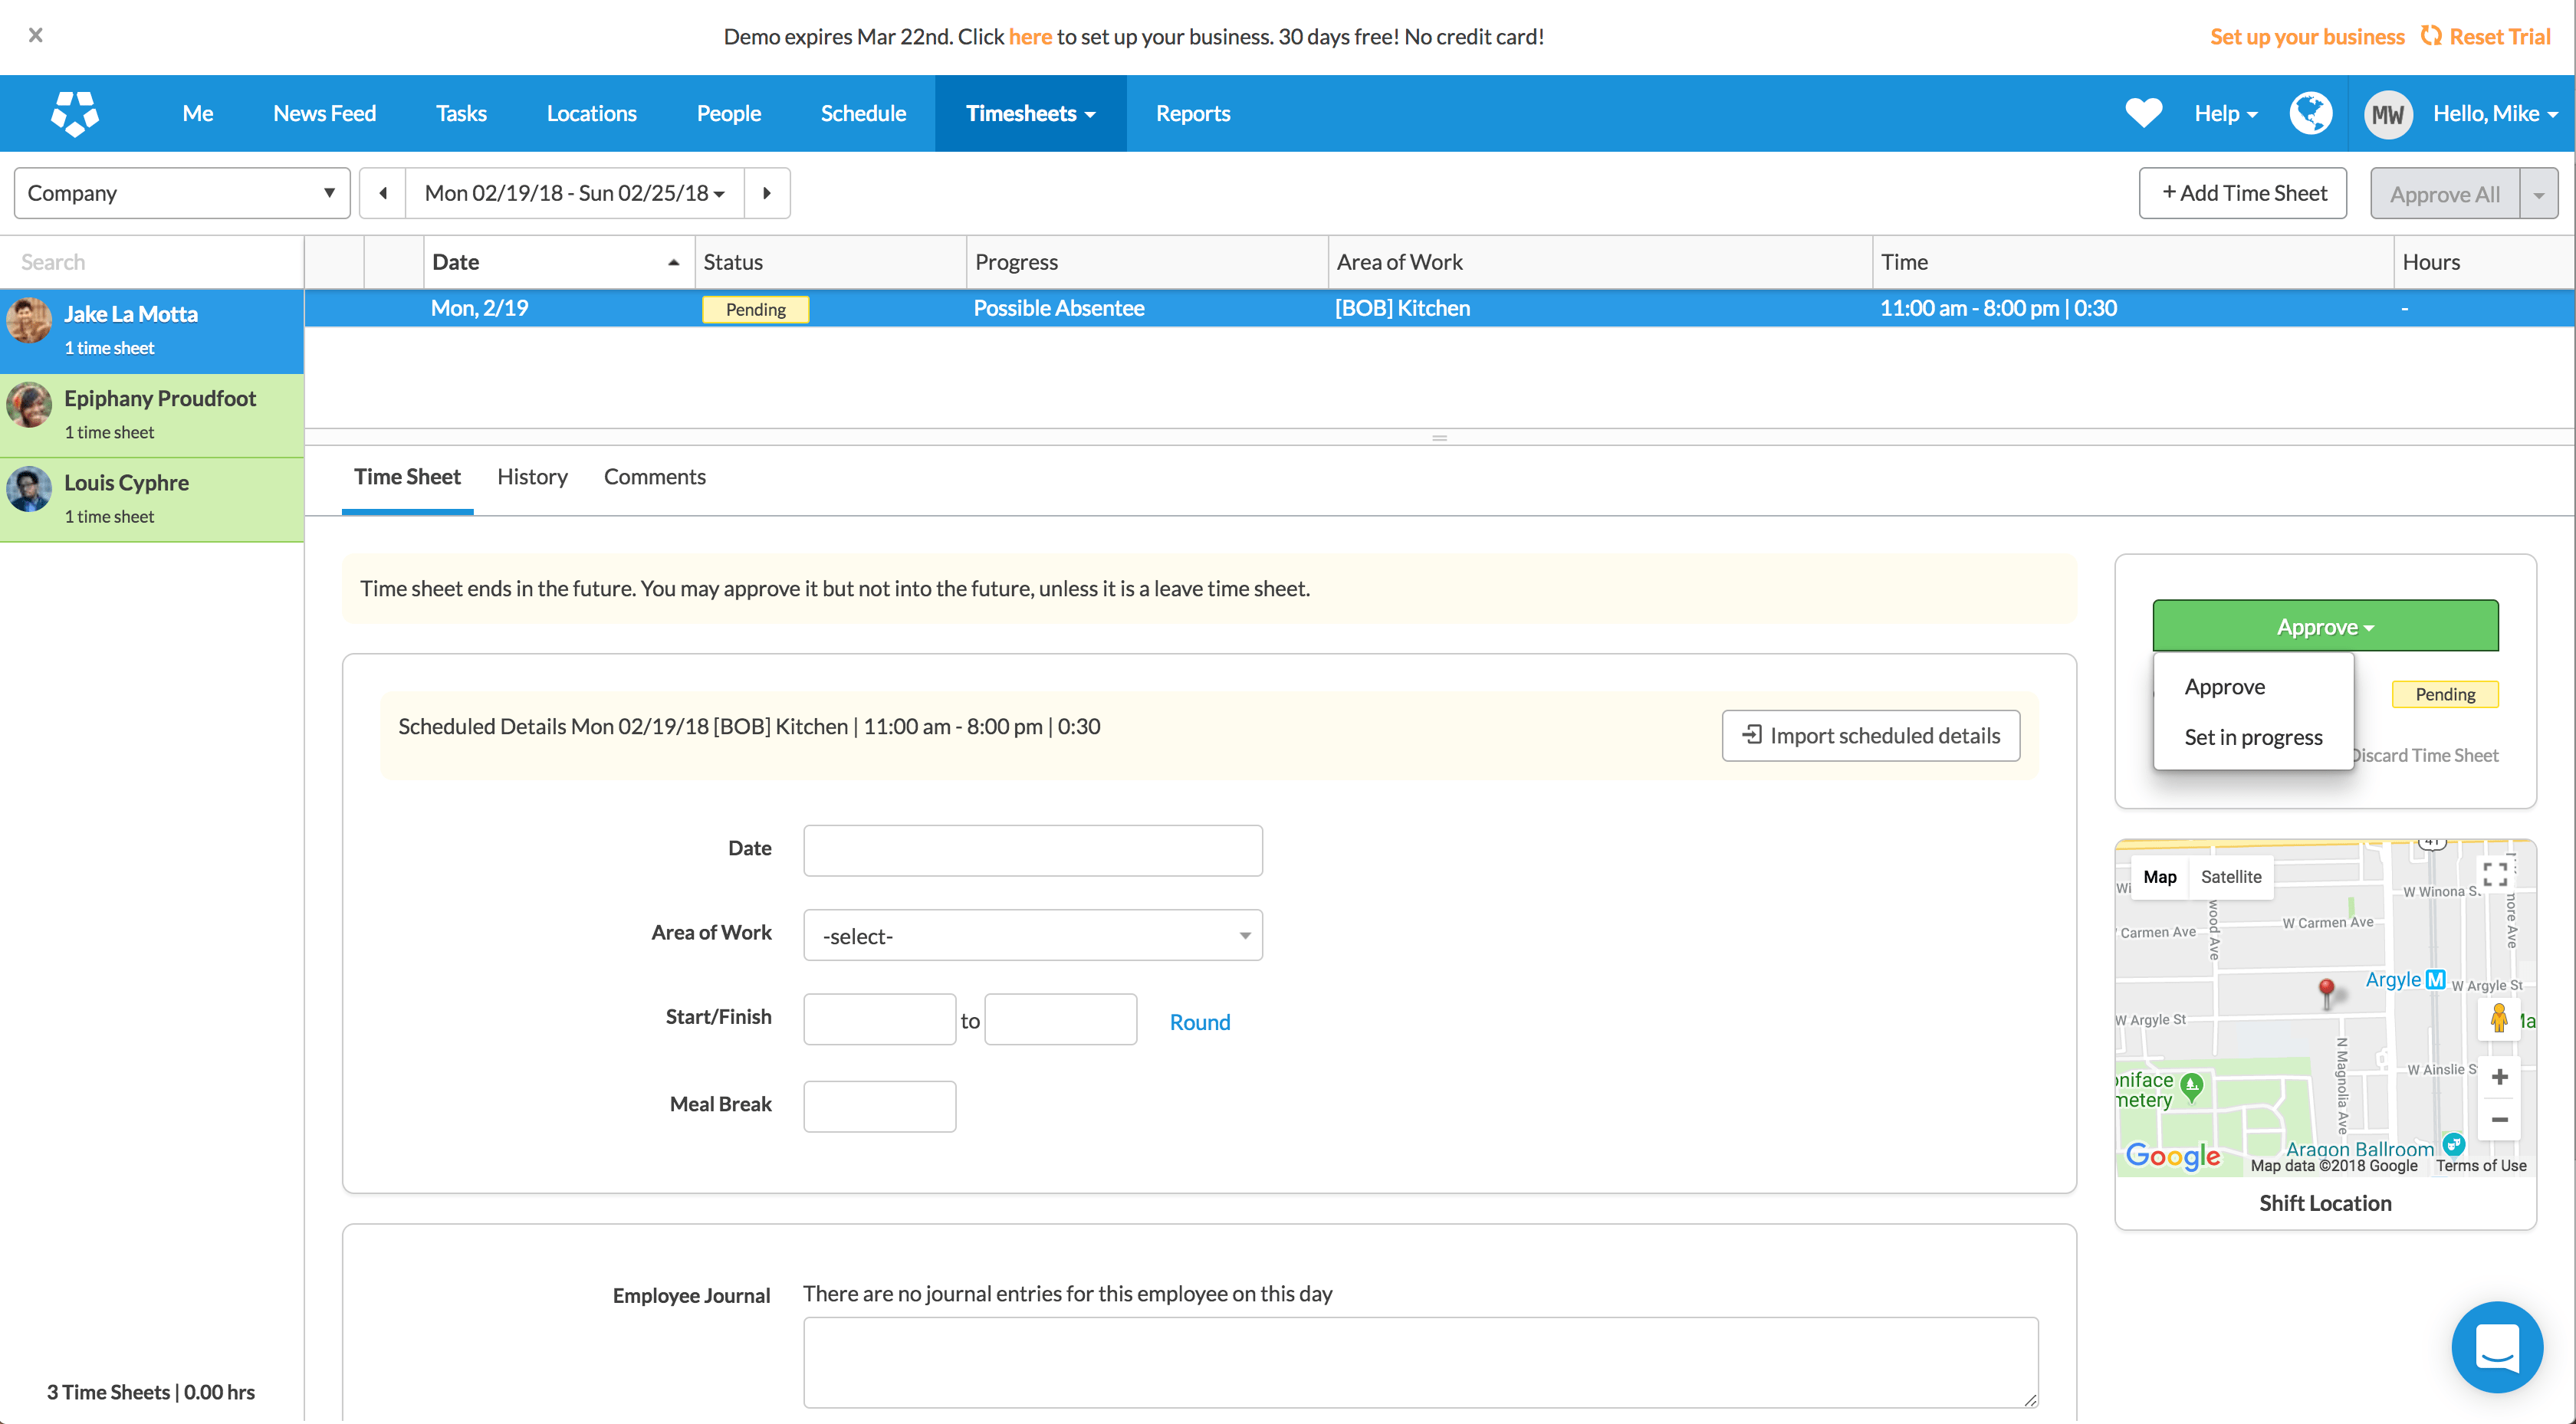 × Demo expires Mar 22nd. Click here to set up your business. 30 days free! No credit card! Set up your business Reset Trial
Me News Feed Tasks Locations People Schedule Timesheets Reports Help MW Hello, Mike
Company Mon 02/19/18 - Sun 02/25/18 + Add Time Sheet Approve All
Search Date Status Progress Area of Work Time Hours
Jake La Motta Mon, 2/19 Pending Possible Absentee [BOB] Kitchen 11:00 am - 8:00 pm | 0:30 -
1 time sheet
Epiphany Proudfoot
1 time sheet
Louis Cyphre
1 time sheet
Time Sheet History Comments
Time sheet ends in the future. You may approve it but not into the future, unless it is a leave time sheet.
Scheduled Details Mon 02/19/18 [BOB] Kitchen | 11:00 am - 8:00 pm | 0:30
Import scheduled details
Date
Area of Work -select-
Start/Finish to Round
Meal Break
Employee Journal There are no journal entries for this employee on this day
Approve
Approve
Pending
Set in progress
Discard Time Sheet
Map Satellite
41
W Winona S
more Ave
wood Ave
W Carmen Ave
Carmen Ave
Argyle M W Argyle St
W Argyle St
N Magnolia Ave
W Ainslie S
oniface
metery
Aragon Ballroom
Google
Map data ©2018 Google Terms of Use
Shift Location
3 Time Sheets | 0.00 hrs